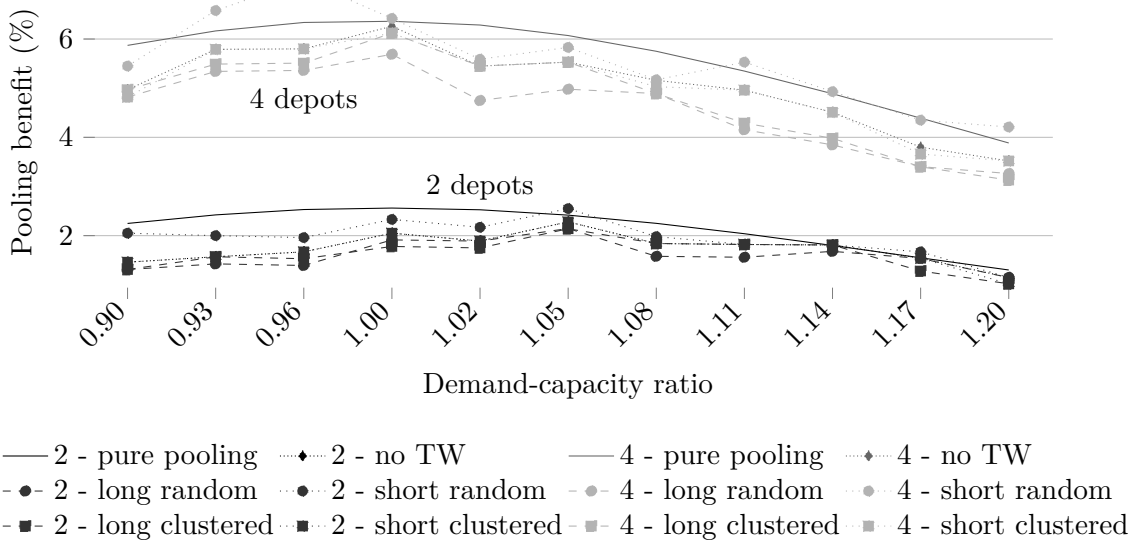 Pooling benefit (%)
6
4
2
4 depots
2 depots
0.90 0.93 0.96 1.00 1.02 1.05 1.08 1.11 1.14 1.17 1.20
Demand-capacity ratio
2 - pure pooling 2 - no TW 4 - pure pooling 4 - no TW
2 - long random 2 - short random 4 - long random 4 - short random
2 - long clustered 2 - short clustered 4 - long clustered 4 - short clustered